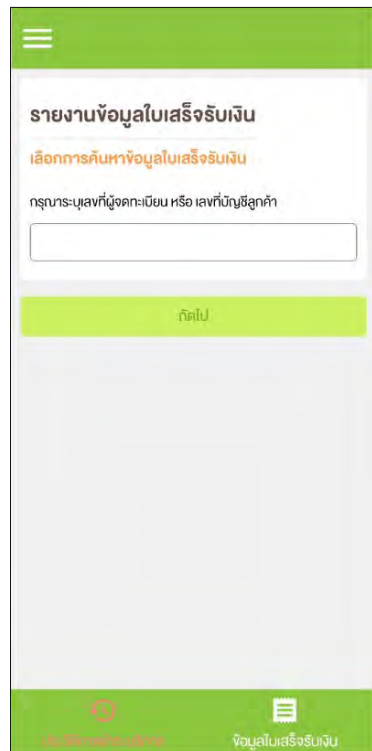 รายงานข้อมูลใบเสร็จรับเงิน
เลือกการค้นหาข้อมูลใบเสร็จรับเงิน
กรุณาระบุเลขที่ผู้จดทะเบียน หรือ เลขที่บัญชีลูกค้า
ถัดไป
ข้อมูลใบเสร็จรับเงิน